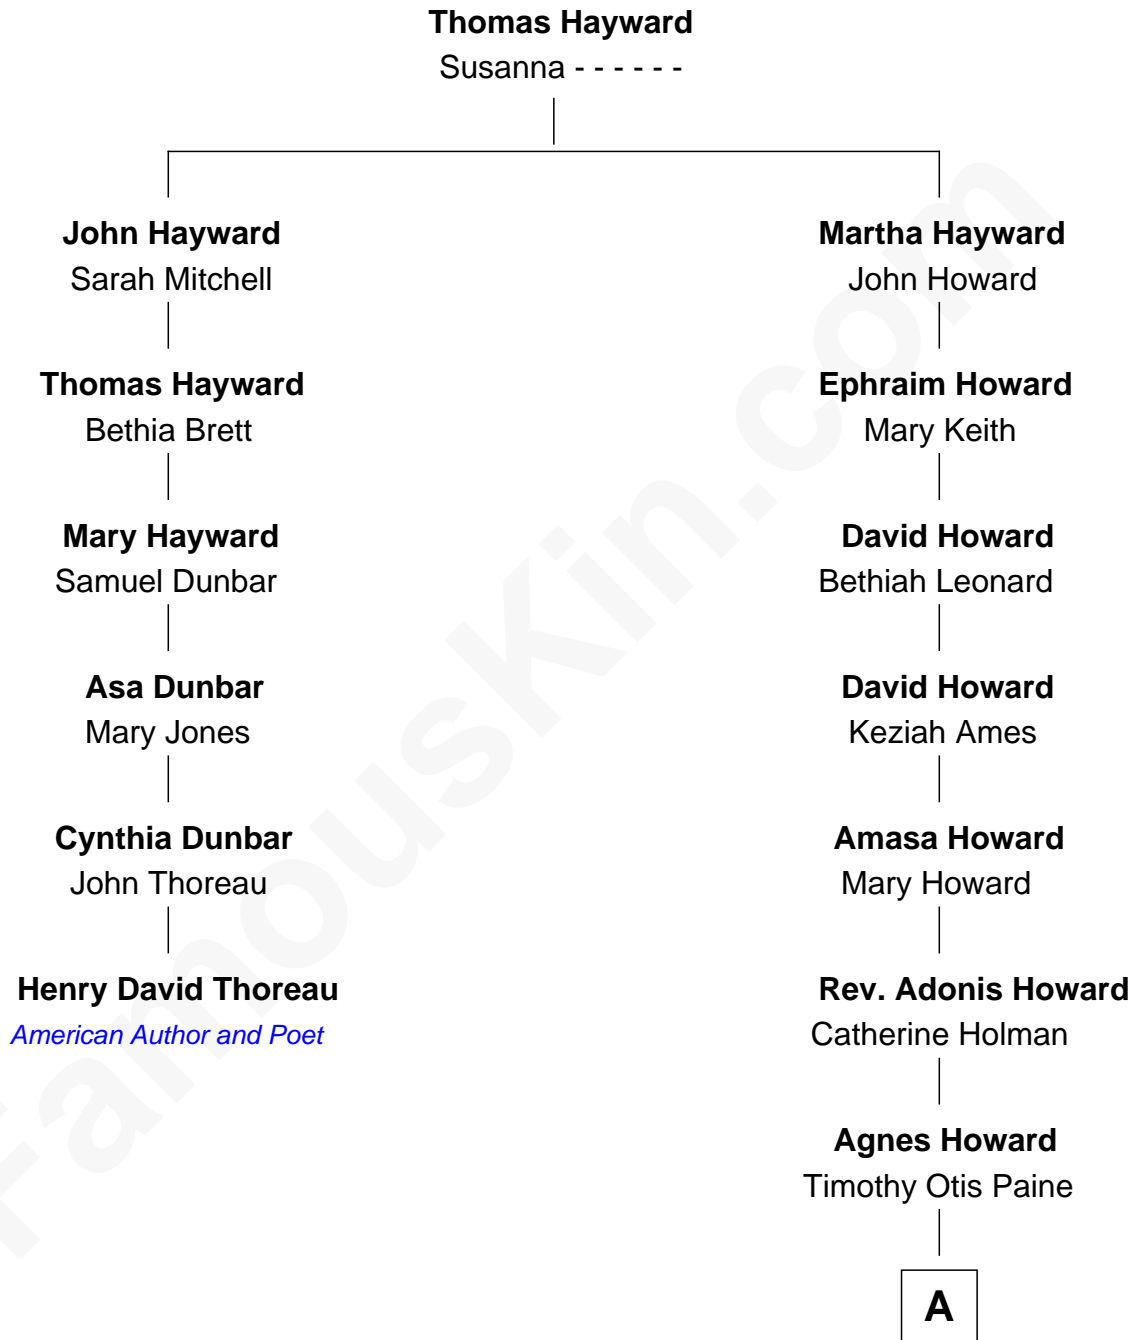 Thomas Hayward
Susanna - - - - - -
John Hayward
Sarah Mitchell
Thomas Hayward
Bethia Brett
Mary Hayward
Samuel Dunbar
Asa Dunbar
Mary Jones
Cynthia Dunbar
John Thoreau
Henry David Thoreau
American Author and Poet
Martha Hayward
John Howard
Ephraim Howard
Mary Keith
David Howard
Bethiah Leonard
David Howard
Keziah Ames
Amasa Howard
Mary Howard
Rev. Adonis Howard
Catherine Holman
Agnes Howard
Timothy Otis Paine
A
FamousKin.com